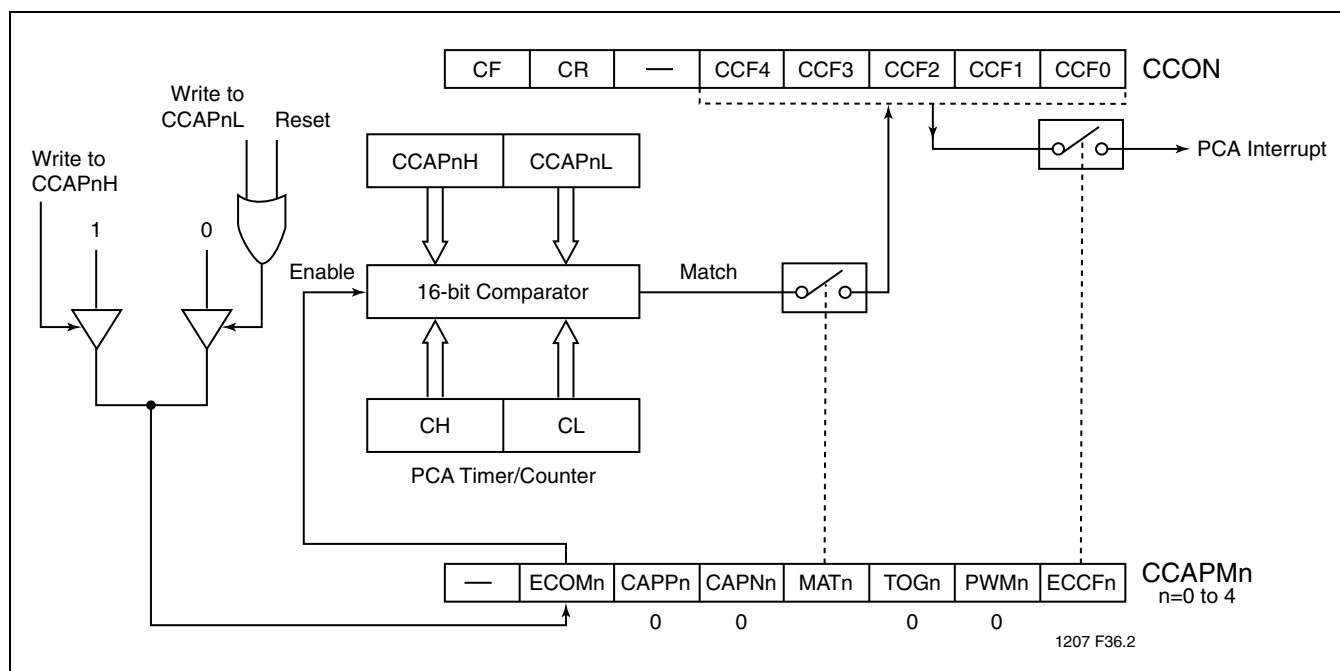 CF CR — CCF4 CCF3 CCF2 CCF1 CCF0 CCON
Write to
CCAPnL Reset
Write to
CCAPnH
PCA Interrupt
CCAPnH CCAPnL
1 0
Enable
16-bit Comparator
Match
CH CL
PCA Timer/Counter
— ECOMn CAPPn CAPNn MATn TOGn PWMn ECCFn CCAPMn
n=0 to 4
0 0 0 0
1207 F36.2